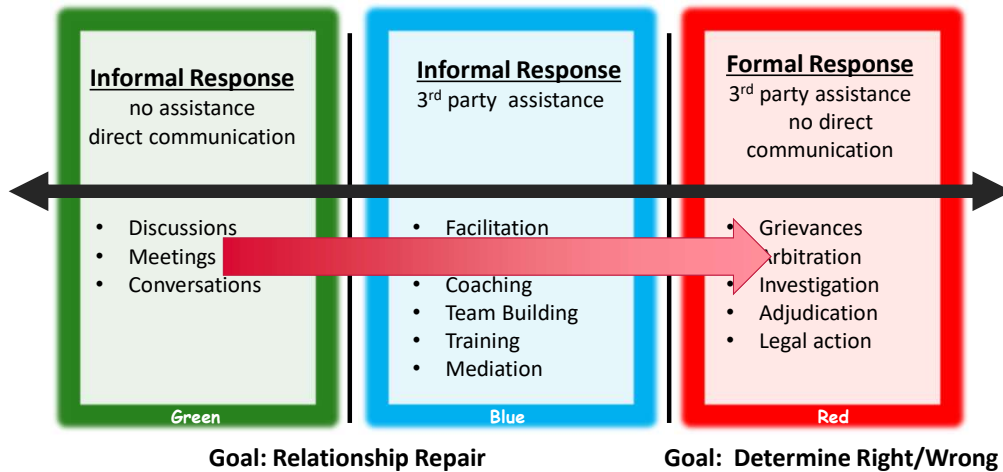 Informal Response
no assistance
direct communication
• Discussions
• Meetings
• Conversations
Green
Informal Response
3rd party assistance
• Facilitation
• Coaching
• Team Building
• Training
• Mediation
Blue
Formal Response
3rd party assistance
no direct
communication
• Grievances
• Arbitration
• Investigation
• Adjudication
• Legal action
Red
Goal: Relationship Repair
Goal: Determine Right/Wrong